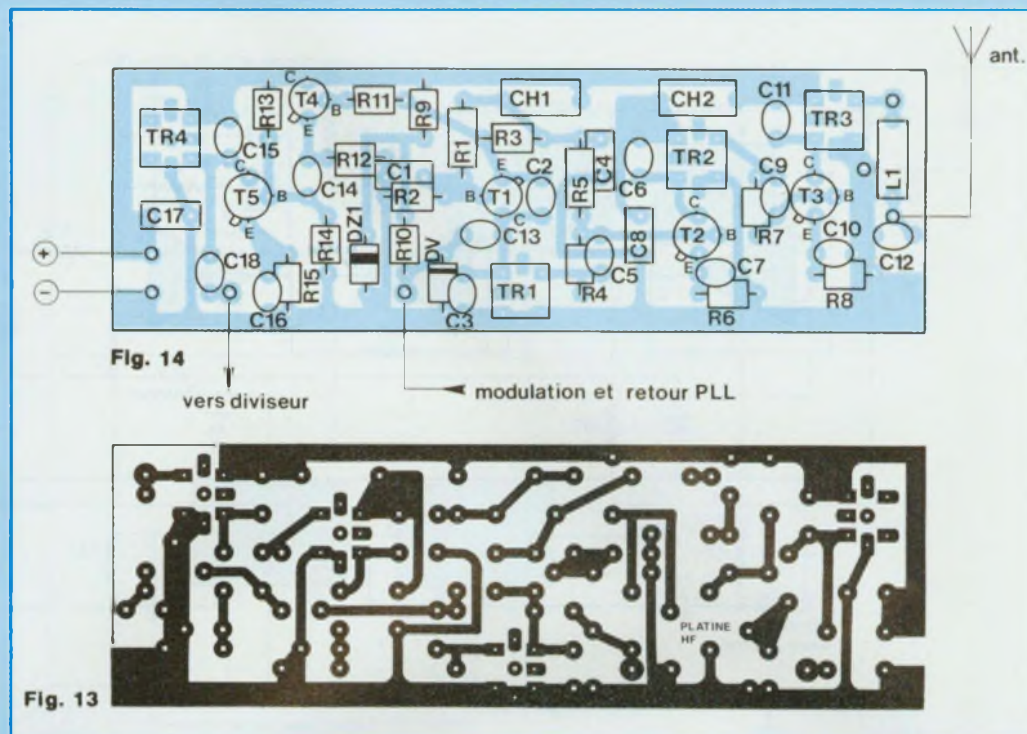 ant.
C T4 B E
R13
R11
R9
CH1
CH2
C11
TR3
TR4
C15
R12
C1
R1
R3
C4
C6
TR2
C9
L1
C T5 B E
C14
R2
E T1 B C
C2
R5
C T3 B E
C17
R14
DZ1
R10
DV
C13
C8
C T2 B E
R7
C10
C12
+
-
C18
C16
R15
C3
TR1
R4
C5
C7
R6
R8
Fig. 14
vers diviseur
modulation et retour PLL
PLATINE
HF
Fig. 13